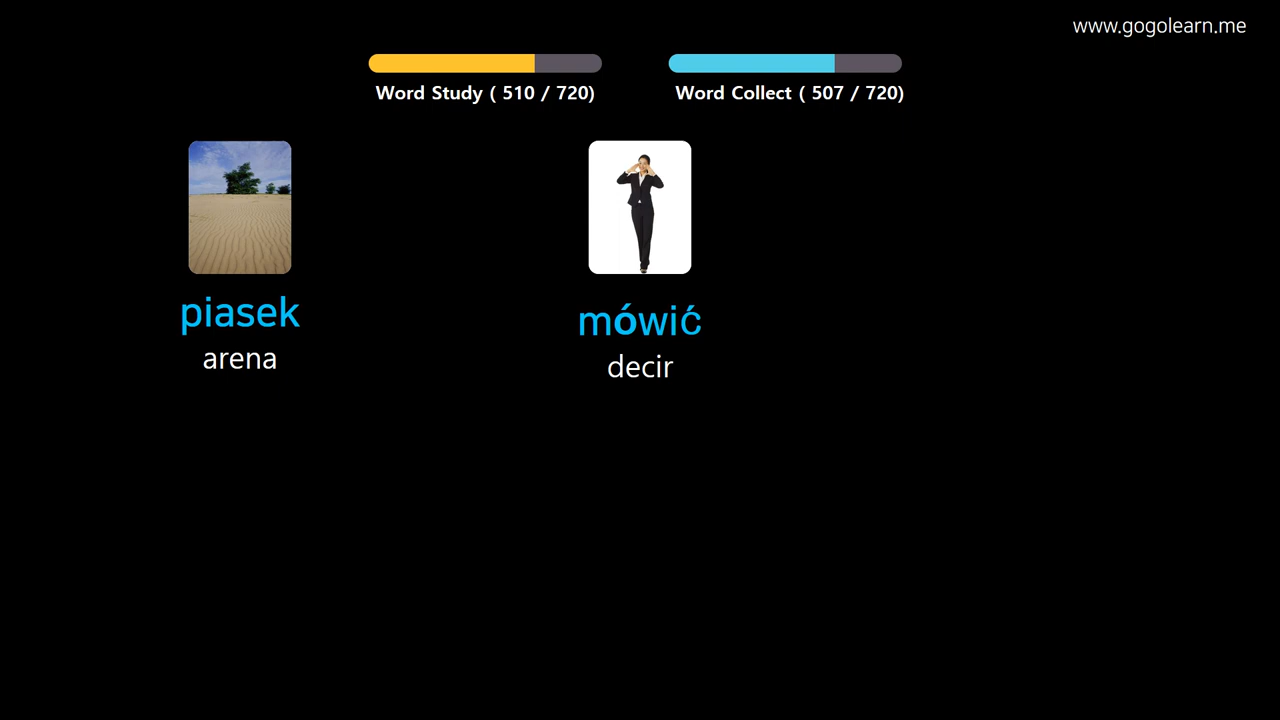 www.gogolearn.me
Word Study ( 510 / 720)
Word Collect ( 507 / 720)
piasek
arena
mówić
decir